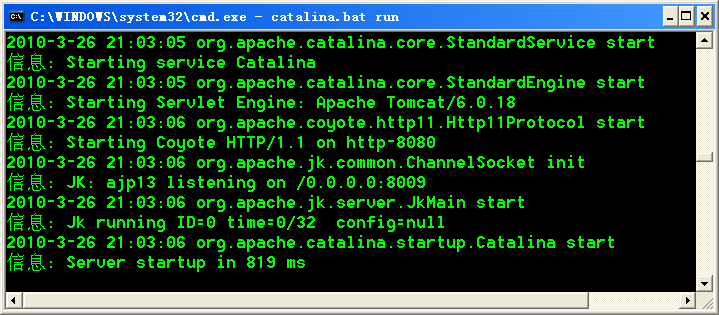 C:\WINDOWS\system32\cmd.exe - catalina.bat run
2010-3-26 21:03:05 org.apache.catalina.core.StandardService start
信息: Starting service Catalina
2010-3-26 21:03:05 org.apache.catalina.core.StandardEngine start
信息: Starting Servlet Engine: Apache Tomcat/6.0.18
2010-3-26 21:03:06 org.apache.coyote.http11.Http11Protocol start
信息: Starting Coyote HTTP/1.1 on http-8080
2010-3-26 21:03:06 org.apache.jk.common.ChannelSocket init
信息: JK: ajp13 listening on /0.0.0.0:8009
2010-3-26 21:03:06 org.apache.jk.server.JkMain start
信息: Jk running ID=0 time=0/32  config=null
2010-3-26 21:03:06 org.apache.catalina.startup.Catalina start
信息: Server startup in 819 ms